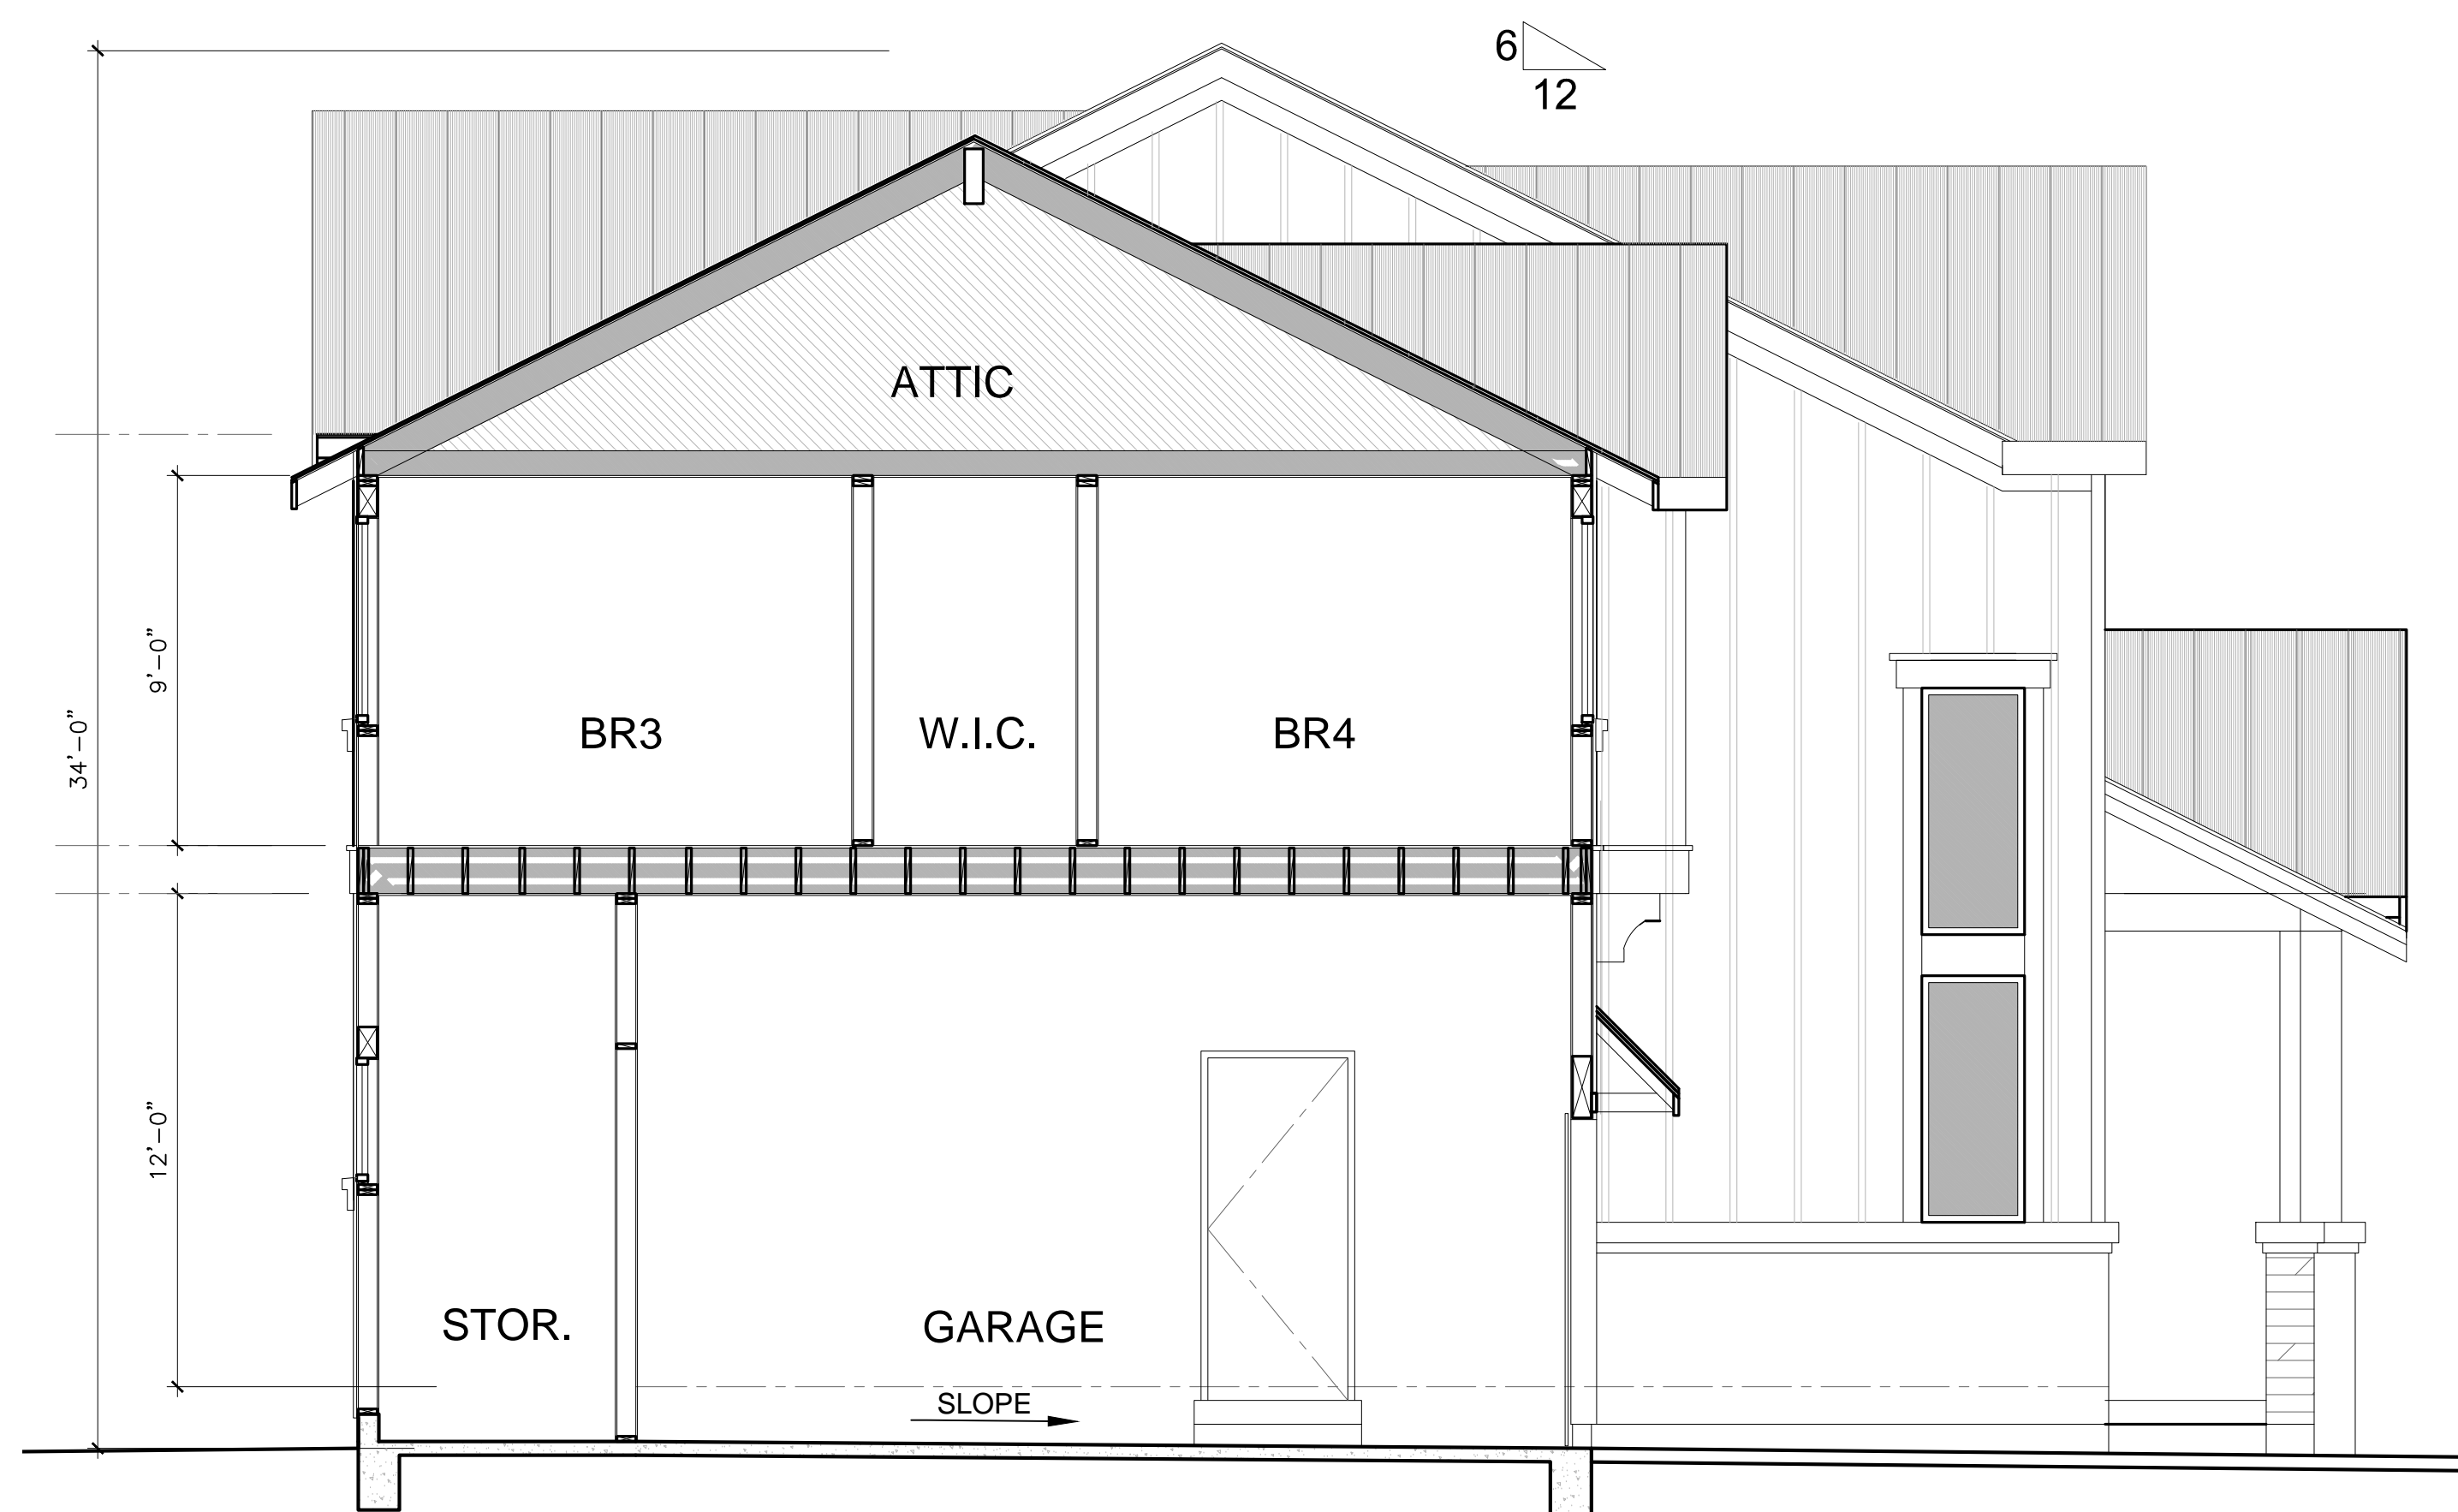 6
12
ATTIC
9'-0"
34'-0"
BR3
W.I.C.
BR4
12'-0"
STOR.
GARAGE
SLOPE